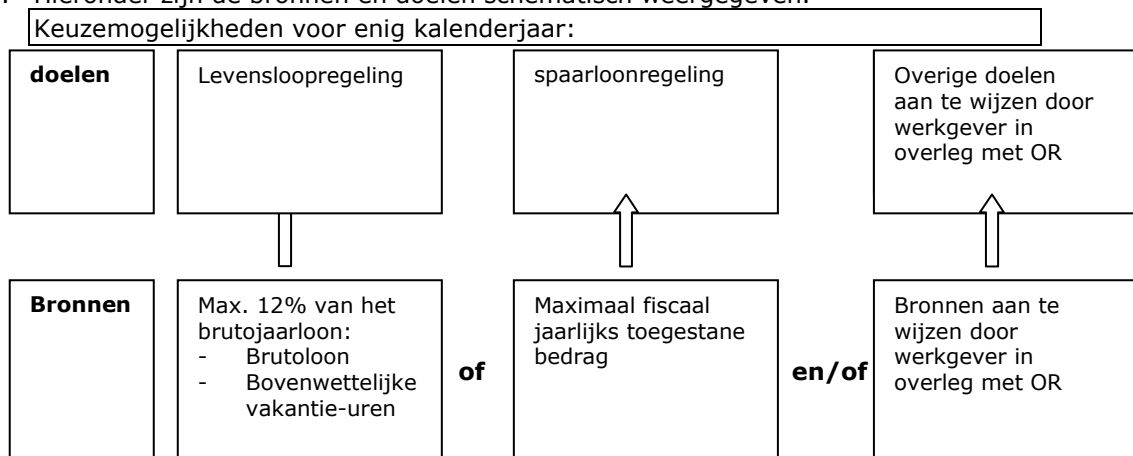 Hieronder zijn de bronnen en doelen schematisch weergegeven.
Keuzemogelijkheden voor enig kalenderjaar:
doelen
Levensloopregeling
spaarloonregeling
Overige doelen
aan te wijzen door
werkgever in
overleg met OR
Bronnen
Max. 12% van het
brutojaarloon:
- Brutoloon
- Bovenwettelijke
vakantie-uren
of
Maximaal fiscaal
jaarlijks toegestane
bedrag
en/of
Bronnen aan te
wijzen door
werkgever in
overleg met OR